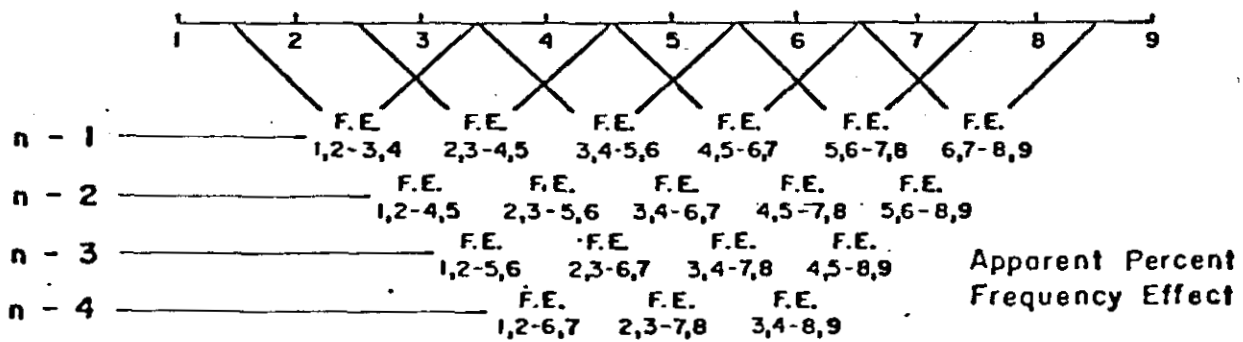 1 2 3 4 5 6 7 8 9
F.E. F.E. F.E. F.E. F.E. F.E.
n - 1
1,2-3,4 2,3-4,5 3,4-5,6 4,5-6,7 5,6-7,8 6,7-8,9
F.E. F.E. F.E. F.E. F.E.
n - 2
1,2-4,5 2,3-5,6 3,4-6,7 4,5-7,8 5,6-8,9
F.E. F.E. F.E. F.E.
n - 3
1,2-5,6 2,3-6,7 3,4-7,8 4,5-8,9
Apparent Percent
Frequency Effect
F.E. F.E. F.E.
n - 4
1,2-6,7 2,3-7,8 3,4-8,9